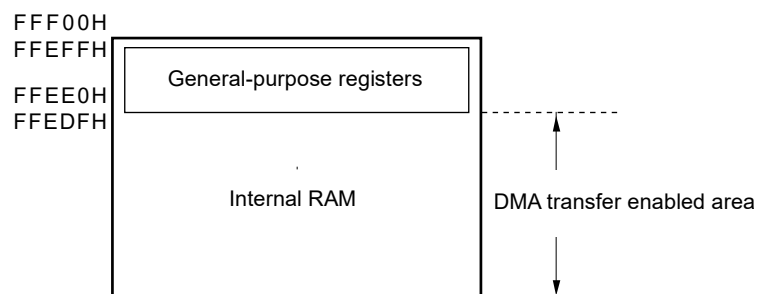 FFF00H
FFEFFH
General-purpose registers
FFEE0H
FFEDFH
Internal RAM
DMA transfer enabled area